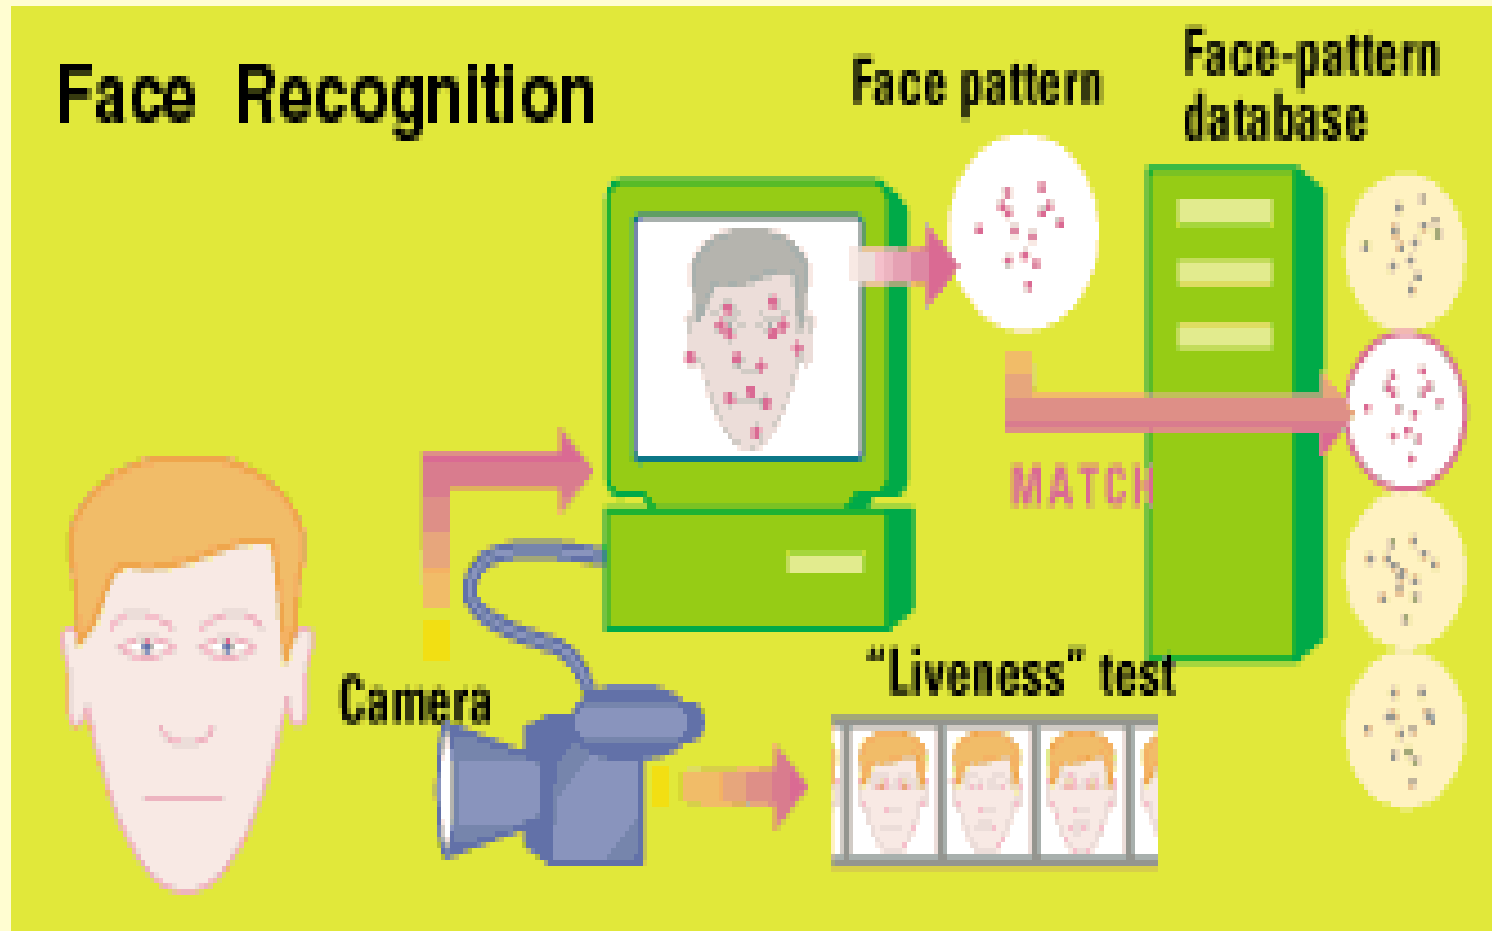 Face Recognition
Face pattern
Face-pattern
database
MATCH
Camera
"Liveness" test